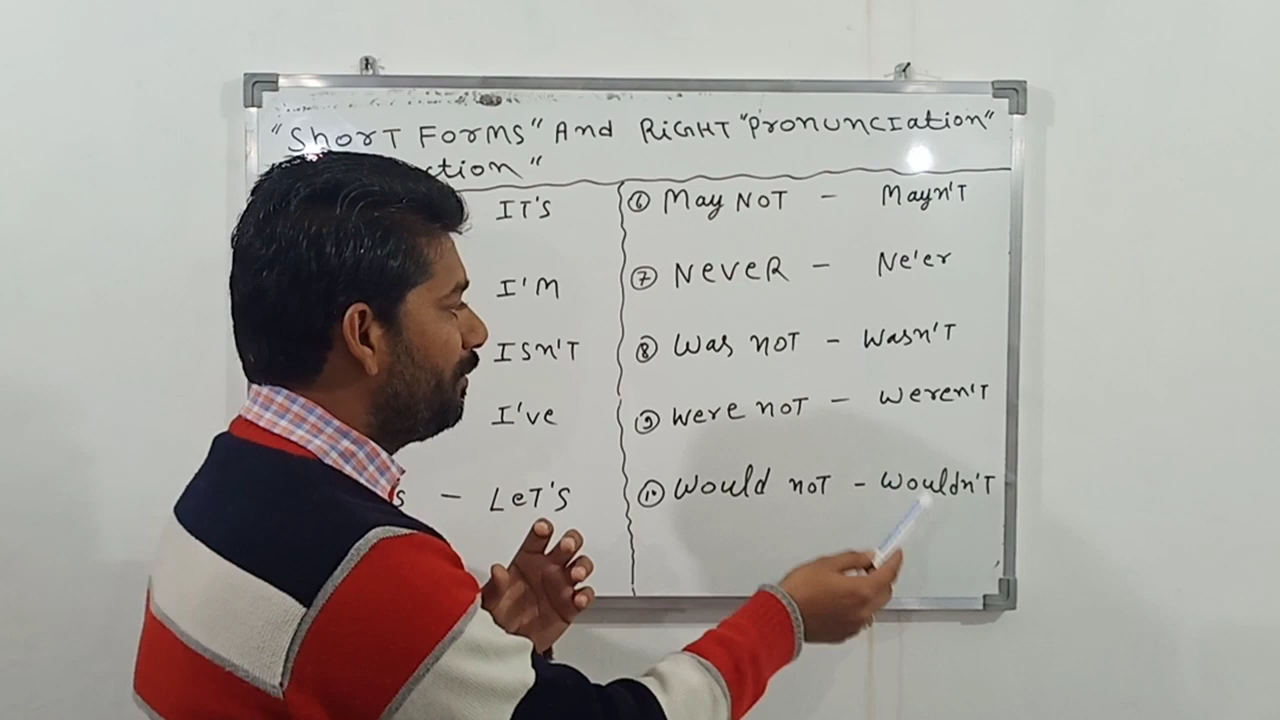 "ShorT FORMS" And RiGHT "PronunCIation"
ction"
IT'S
I'M
ISn'T
I've
s - LeT'S
⑥ May NOT - Mayn'T
⑦ NeveR - Ne'er
⑧ Was noT - Wasn'T
⑨ Were noT - Weren'T
⑩ Would noT - Wouldn'T